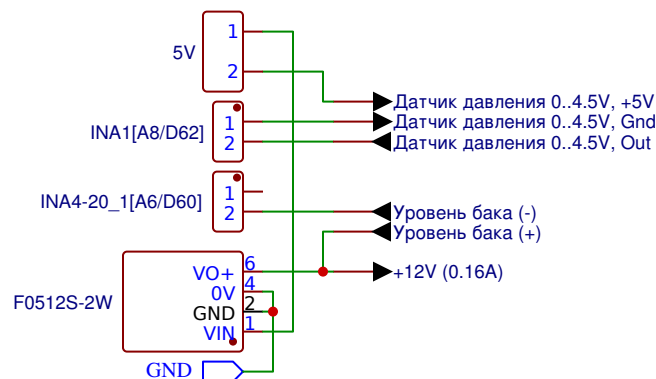 5V
1
2
Датчик давления 0..4.5V, +5V
INA1[A8/D62]
1
2
Датчик давления 0..4.5V, Gnd
Датчик давления 0..4.5V, Out
INA4-20_1[A6/D60]
1
2
Уровень бака (-)
Уровень бака (+)
F0512S-2W
VO+ 6
0V 4
GND 2
VIN 1
+12V (0.16A)
GND